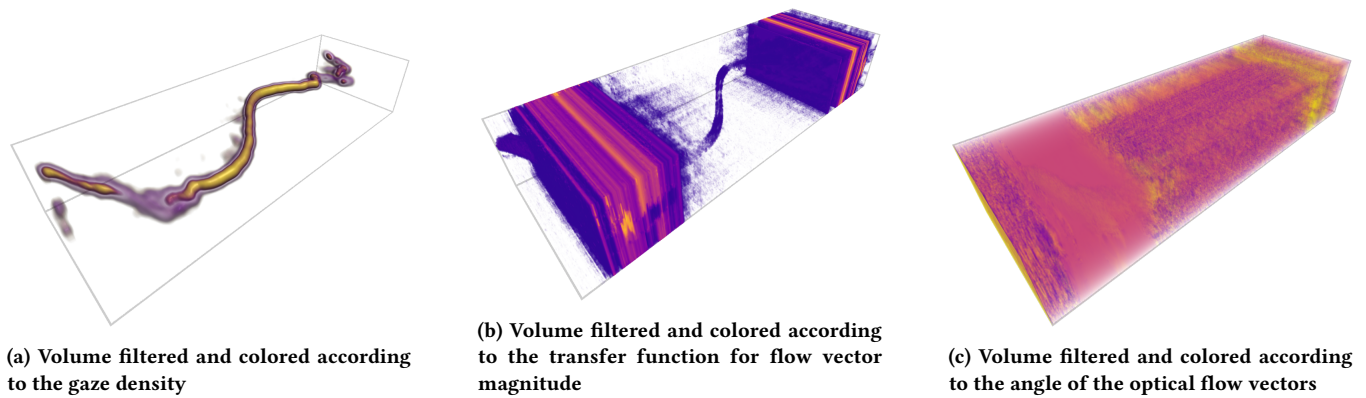 (a) Volume filtered and colored according
to the gaze density
(b) Volume filtered and colored according
to the transfer function for flow vector
magnitude
(c) Volume filtered and colored according
to the angle of the optical flow vectors